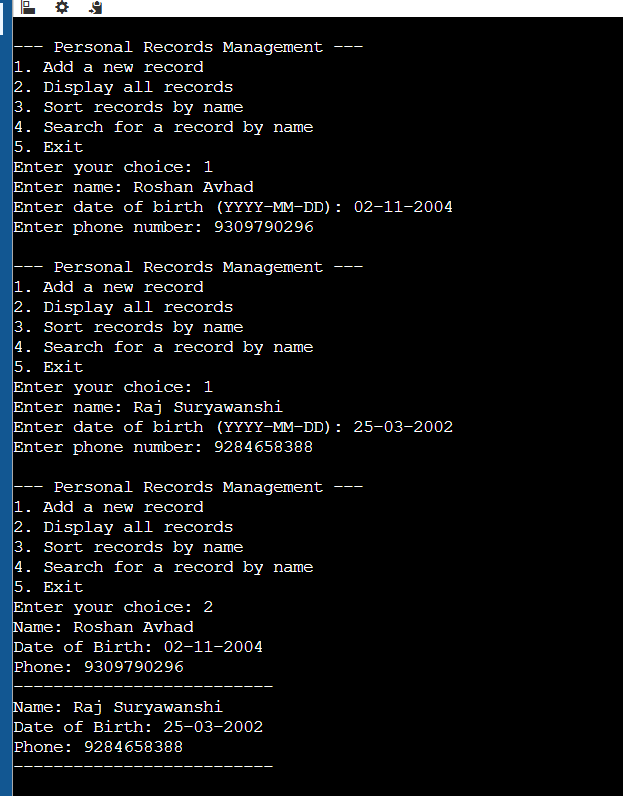 --- Personal Records Management ---
1. Add a new record
2. Display all records
3. Sort records by name
4. Search for a record by name
5. Exit
Enter your choice: 1
Enter name: Roshan Avhad
Enter date of birth (YYYY-MM-DD): 02-11-2004
Enter phone number: 9309790296

--- Personal Records Management ---
1. Add a new record
2. Display all records
3. Sort records by name
4. Search for a record by name
5. Exit
Enter your choice: 1
Enter name: Raj Suryawanshi
Enter date of birth (YYYY-MM-DD): 25-03-2002
Enter phone number: 9284658388

--- Personal Records Management ---
1. Add a new record
2. Display all records
3. Sort records by name
4. Search for a record by name
5. Exit
Enter your choice: 2
Name: Roshan Avhad
Date of Birth: 02-11-2004
Phone: 9309790296
--------------------------
Name: Raj Suryawanshi
Date of Birth: 25-03-2002
Phone: 9284658388
--------------------------